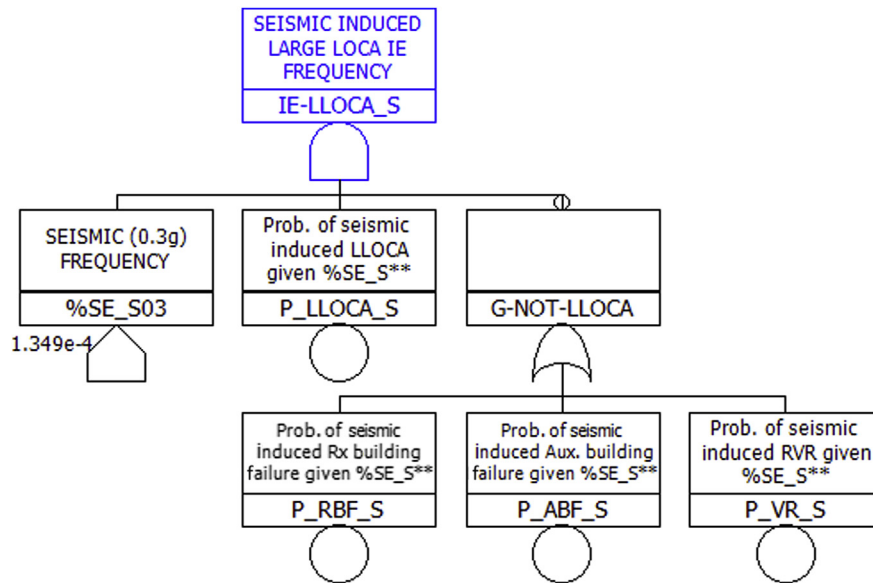 SEISMIC INDUCED
LARGE LOCA IE
FREQUENCY
IE-LLOCA_S
SEISMIC (0.3g)
FREQUENCY
%SE_S03
1.349e-4
Prob. of seismic
induced LLOCA
given %SE_S**
P_LLOCA_S
G-NOT-LLOCA
Prob. of seismic
induced Rx building
failure given %SE_S**
P_RBF_S
Prob. of seismic
induced Aux. building
failure given %SE_S**
P_ABF_S
Prob. of seismic
induced RVR given
%SE_S**
P_VR_S